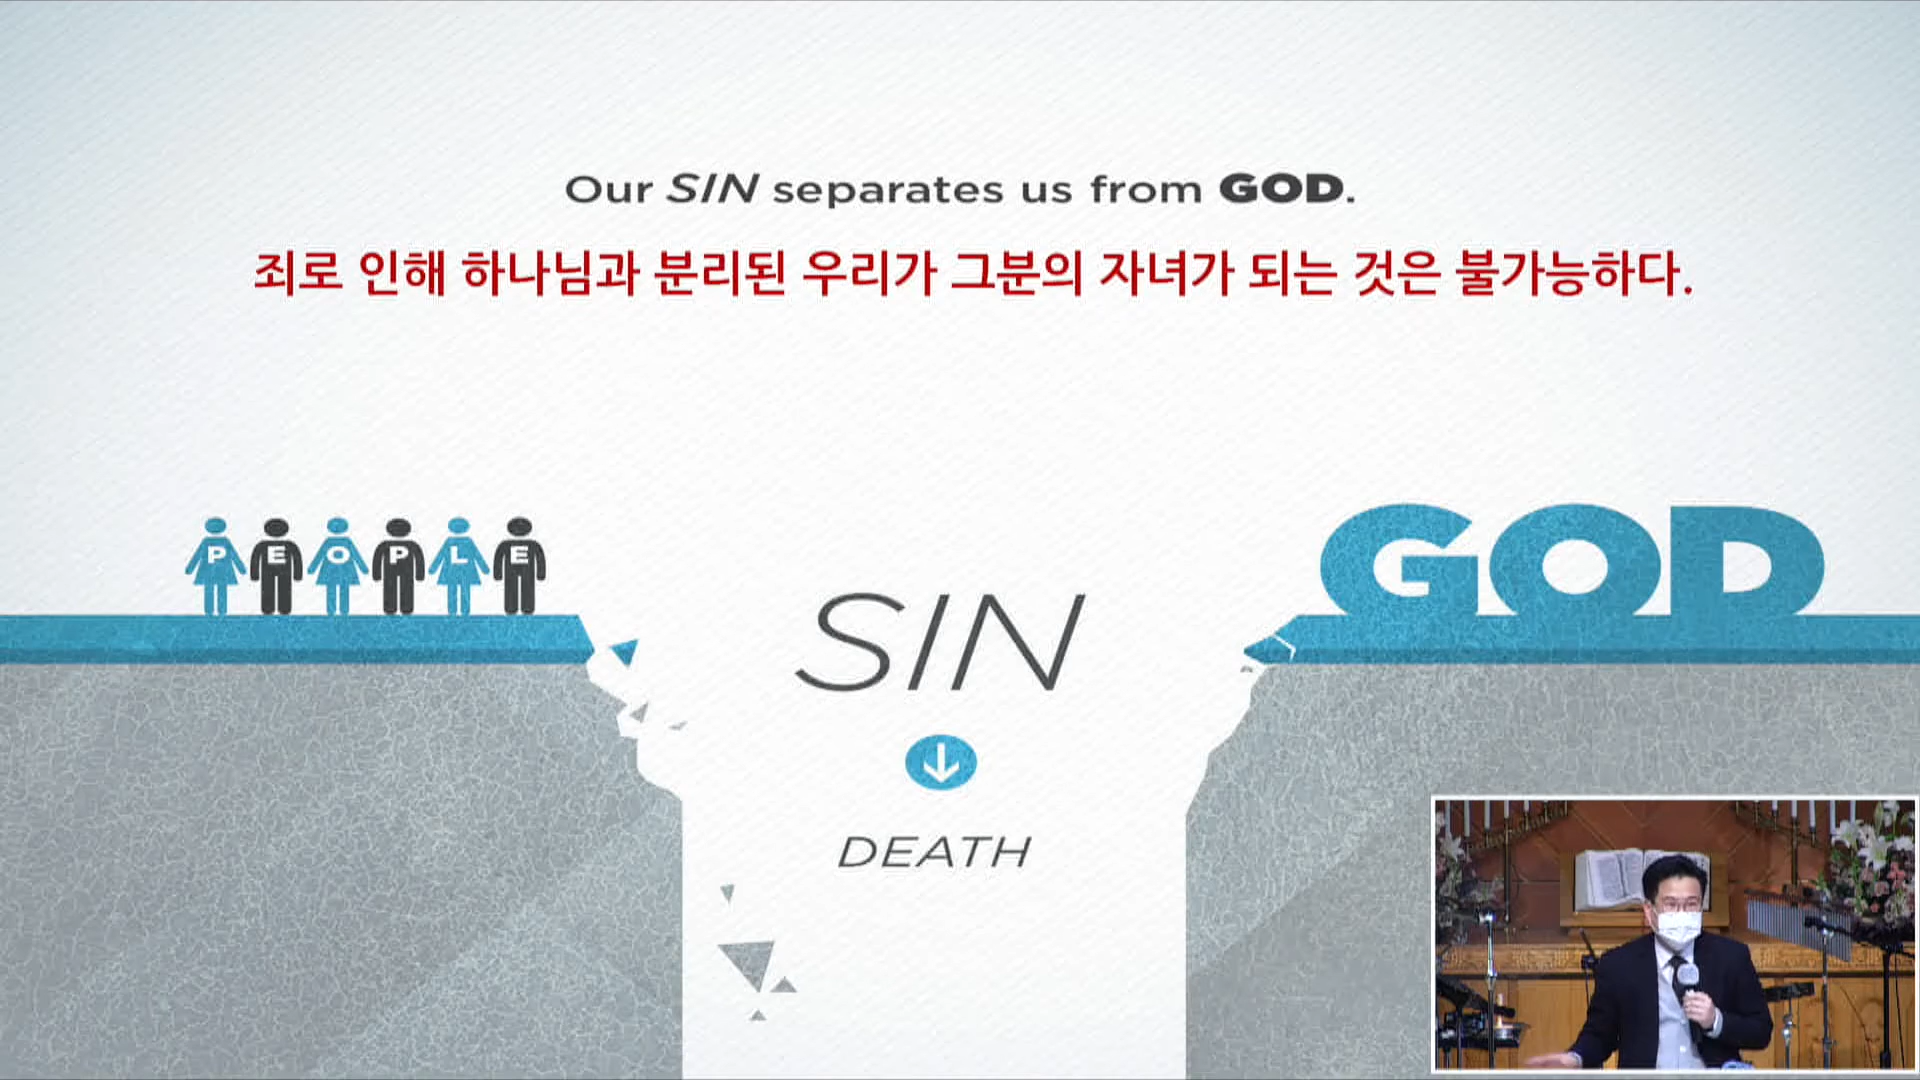 Our SIN separates us from GOD.
죄로 인해 하나님과 분리된 우리가 그분의 자녀가 되는 것은 불가능하다.
PEOPLE
GOD
SIN
DEATH